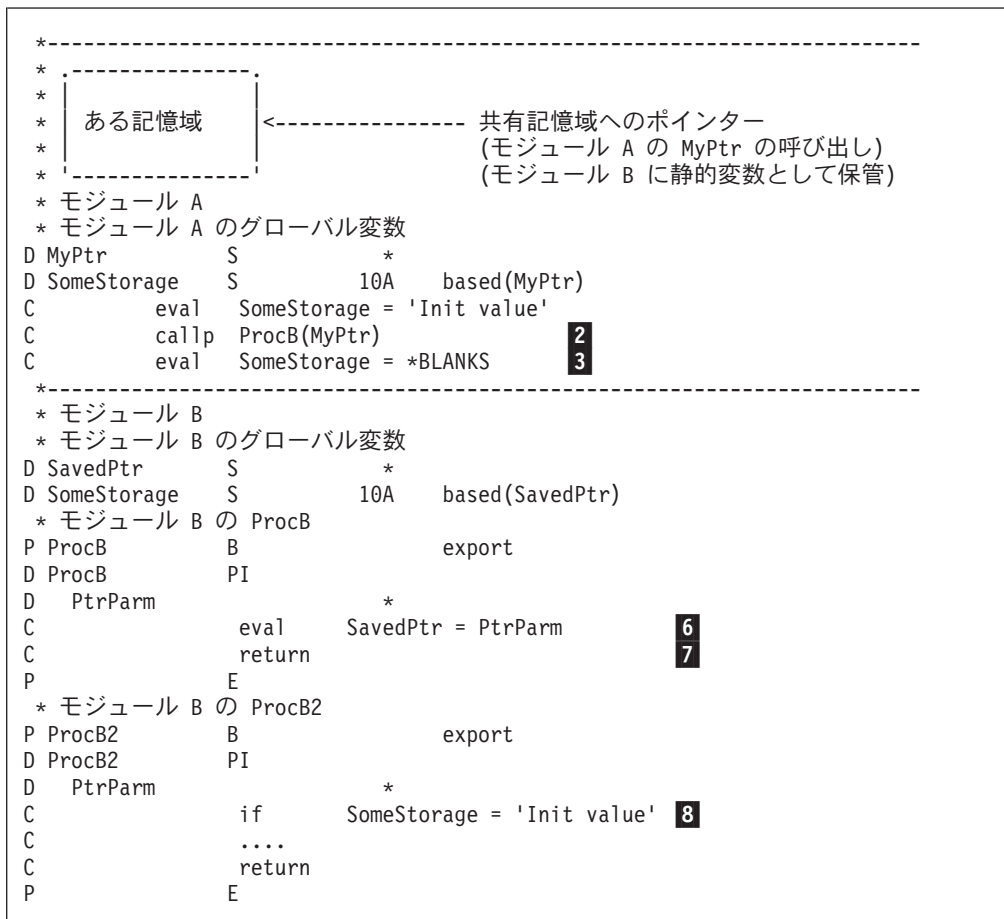 *-------------------------------------------------------------------------
* .---------------.
* |               |
* | ある記憶域    |<---------------- 共有記憶域へのポインター
* |               |                  (モジュール A の MyPtr の呼び出し)
* '---------------'                  (モジュール B に静的変数として保管)
* モジュール A
* モジュール A のグローバル変数
D MyPtr          S            *
D SomeStorage    S          10A    based(MyPtr)
C          eval   SomeStorage = 'Init value'
C          callp  ProcB(MyPtr)                2
C          eval   SomeStorage = *BLANKS       3
*-------------------------------------------------------------------------
* モジュール B
* モジュール B のグローバル変数
D SavedPtr       S            *
D SomeStorage    S          10A    based(SavedPtr)
* モジュール B の ProcB
P ProcB          B                 export
D ProcB          PI
D   PtrParm                   *
C                 eval     SavedPtr = PtrParm          6
C                 return                               7
P                E
* モジュール B の ProcB2
P ProcB2         B                 export
D ProcB2         PI
D   PtrParm                   *
C                 if       SomeStorage = 'Init value'  8
C                 ....
C                 return
P                E